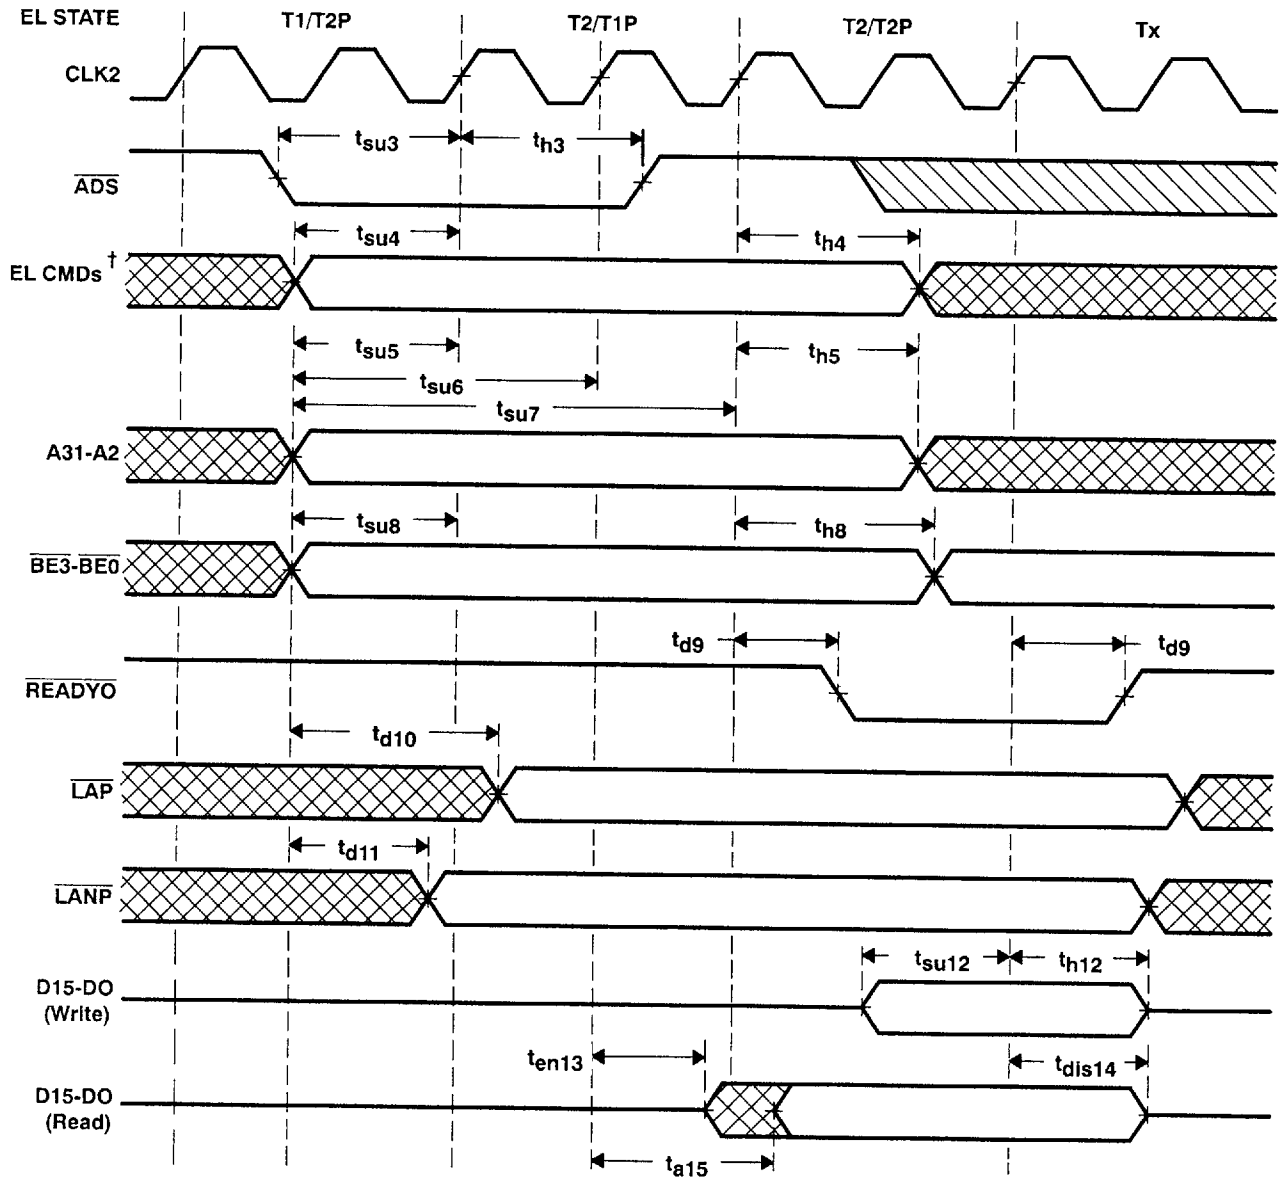 EL STATE T1/T2P T2/T1P T2/T2P Tx
CLK2
tsu3 th3
ADS
tsu4 th4
EL CMDs †
tsu5 th5
tsu6
tsu7
A31-A2
tsu8 th8
BE3-BE0
td9 td9
READYO
td10
LAP
td11
LANP
tsu12 th12
D15-DO
(Write)
ten13 tdis14
D15-DO
(Read)
ta15